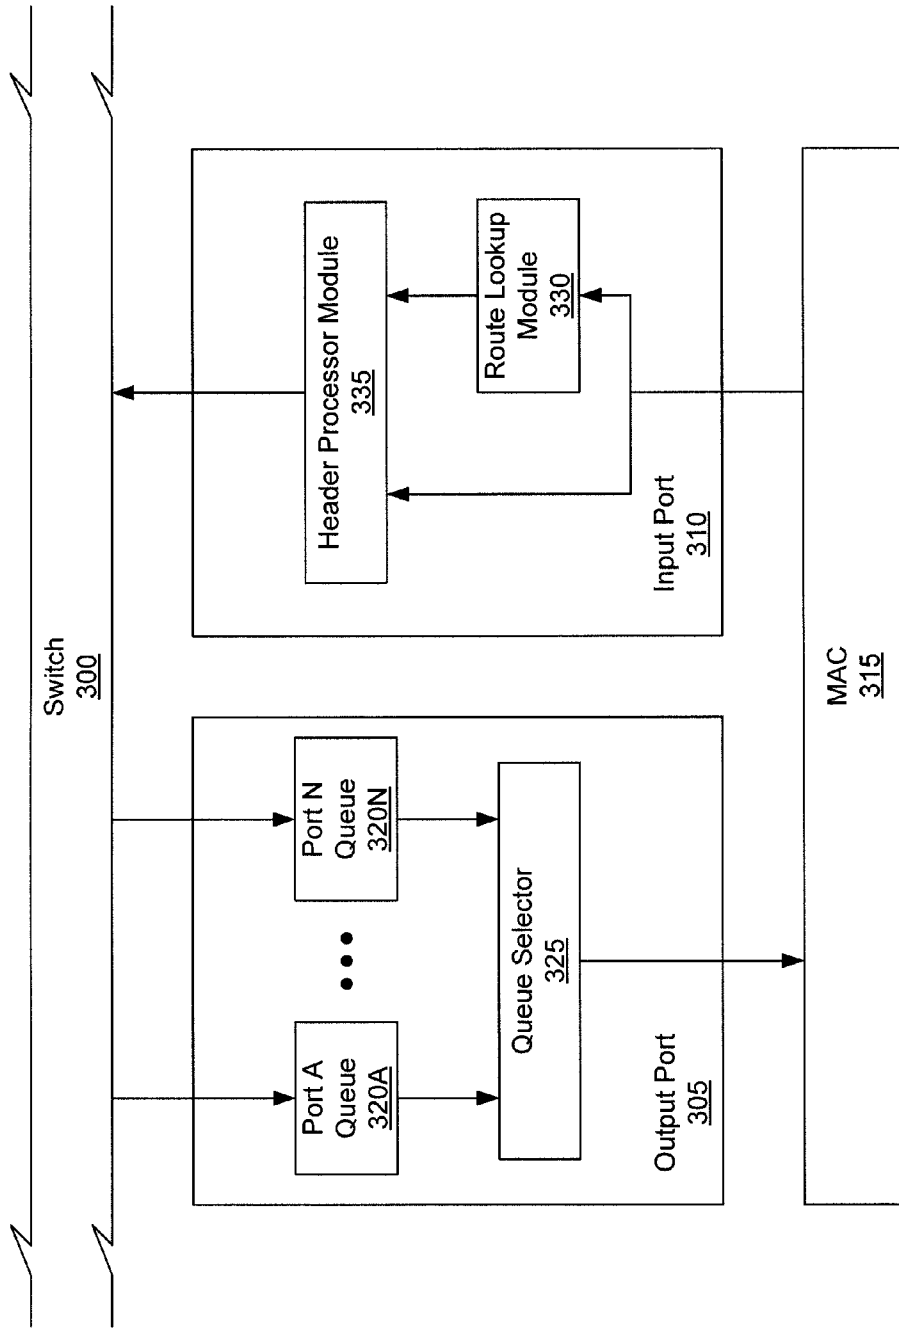 Switch
300
Port A
Queue
320A
Port N
Queue
320N
Queue Selector
325
Output Port
305
Header Processor Module
335
Route Lookup
Module
330
Input Port
310
MAC
315